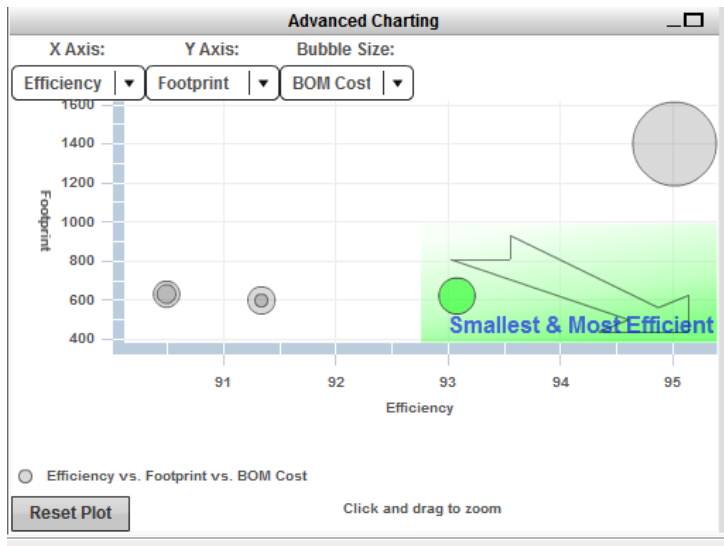 Advanced Charting
X Axis: Y Axis: Bubble Size:
Efficiency Footprint BOM Cost
1600
1400
1200
1000
800
600
400
Footprint
Smallest & Most Efficient
91 92 93 94 95
Efficiency
Efficiency vs. Footprint vs. BOM Cost
Reset Plot Click and drag to zoom